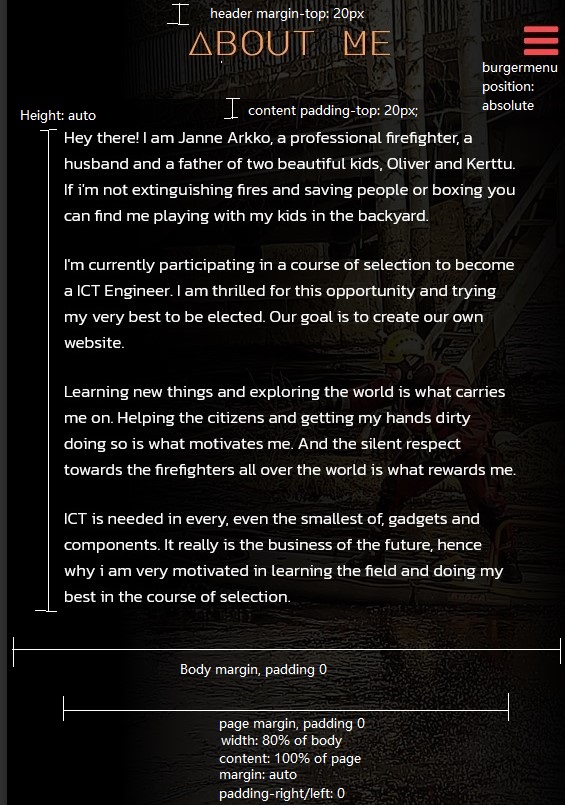 header margin-top: 20px
ABOUT ME
burgermenu
position:
absolute
content padding-top: 20px;
Height: auto
Hey there! I am Janne Arkko, a professional firefighter, a
husband and a father of two beautiful kids, Oliver and Kerttu.
If i'm not extinguishing fires and saving people or boxing you
can find me playing with my kids in the backyard.
I'm currently participating in a course of selection to become
a ICT Engineer. I am thrilled for this opportunity and trying
my very best to be elected. Our goal is to create our own
website.
Learning new things and exploring the world is what carries
me on. Helping the citizens and getting my hands dirty
doing so is what motivates me. And the silent respect
towards the firefighters all over the world is what rewards me.
ICT is needed in every, even the smallest of, gadgets and
components. It really is the business of the future, hence
why i am very motivated in learning the field and doing my
best in the course of selection.
Body margin, padding 0
page margin, padding 0
width: 80% of body
content: 100% of page
margin: auto
padding-right/left: 0